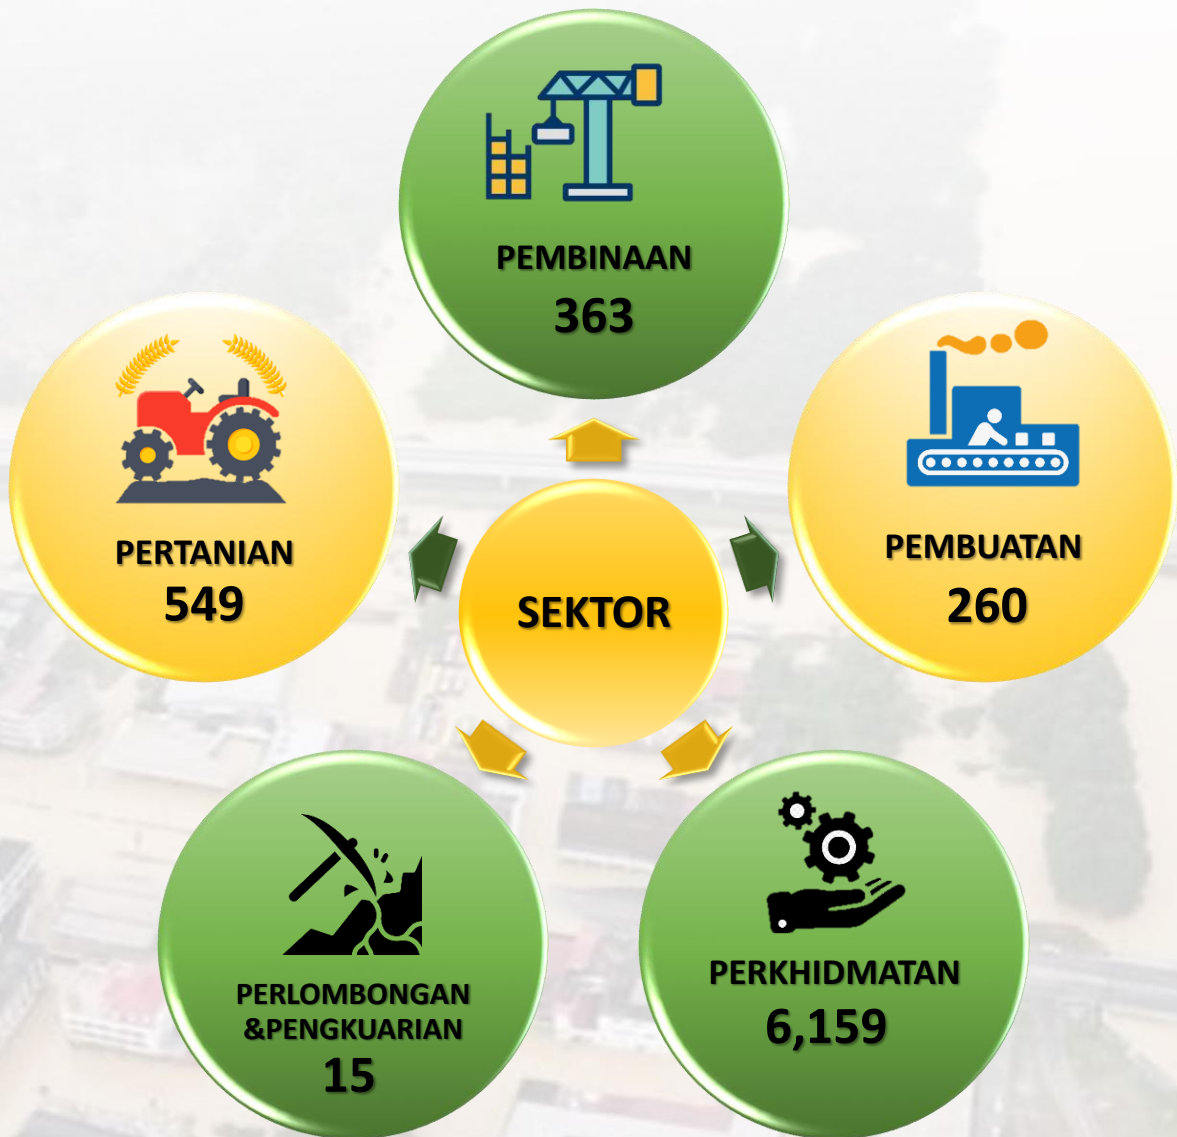 PEMBINAAN
363
PERTANIAN
549
PEMBUATAN
260
SEKTOR
PERLOMBONGAN
&PENGKUARIAN
15
PERKHIDMATAN
6,159